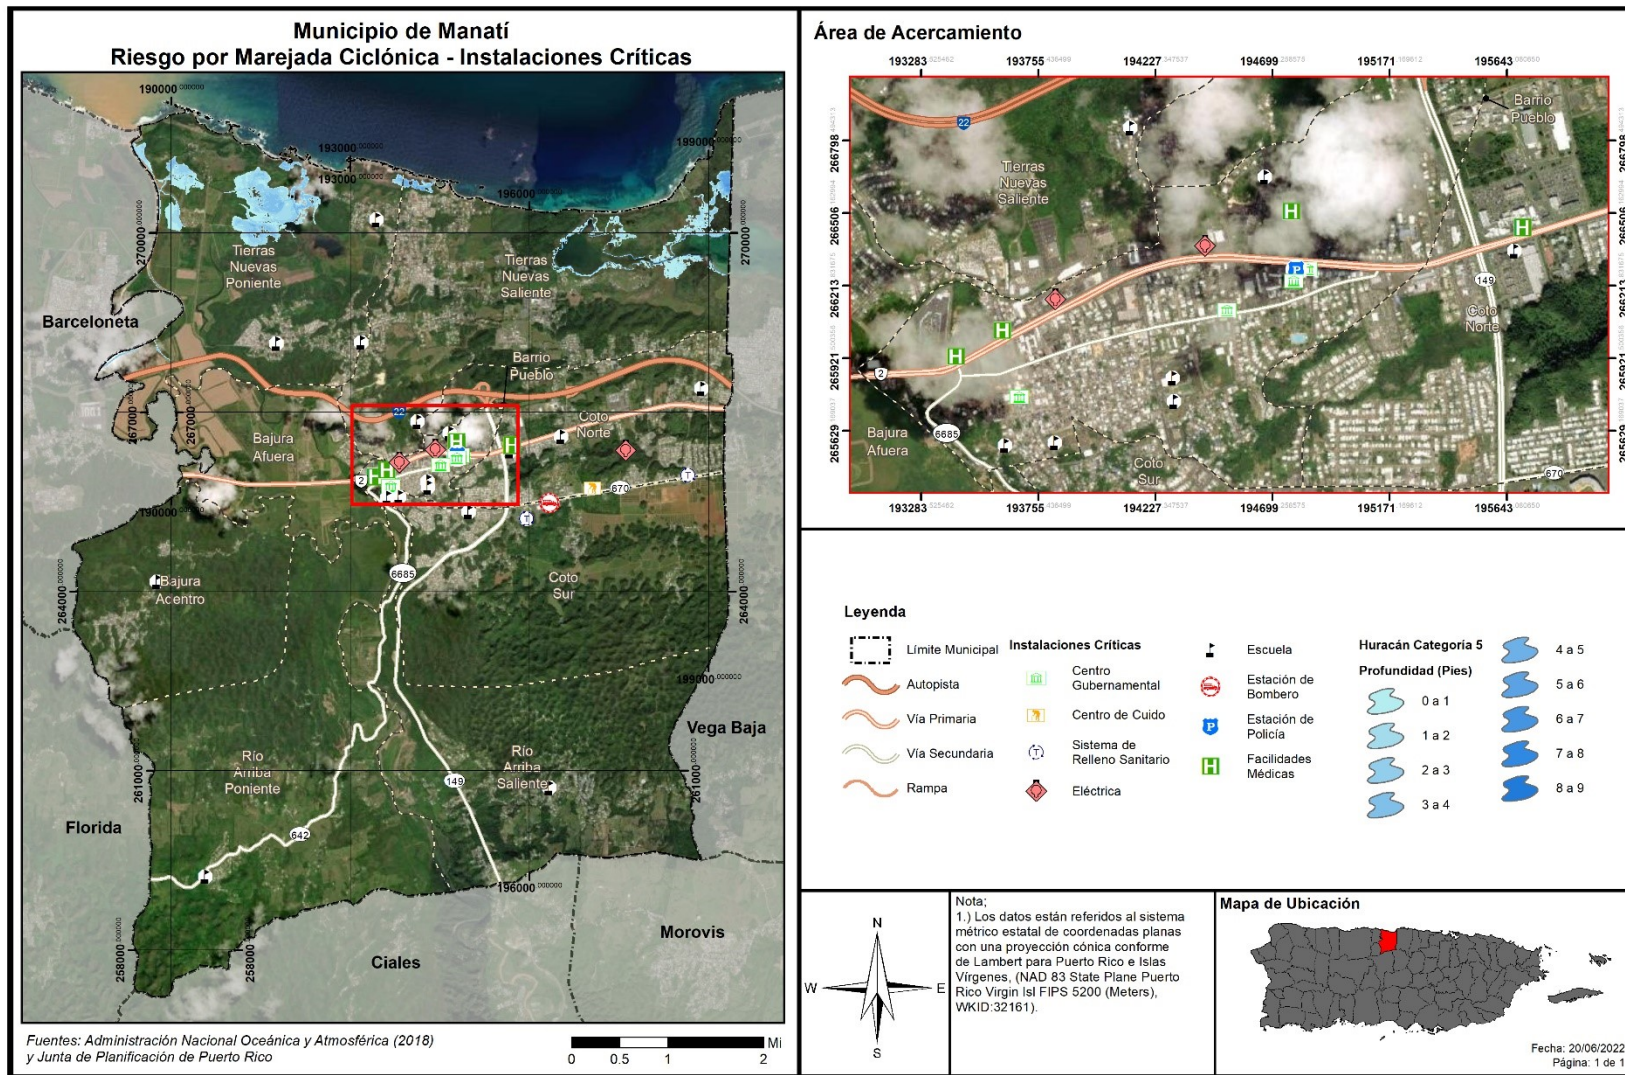 Municipio de Manatí
Riesgo por Marejada Ciclónica - Instalaciones Críticas
190000
193000
193000
199000
196000
270000
270000
Tierras
Nuevas
Poniente
Tierras
Nuevas
Saliente
Barceloneta
Barrio
Pueblo
22
267000
267000
Coto
Norte
Bajura
Afuera
2
670
190000
6685
Bajura
Acentro
Coto
Sur
264000
264000
199000
Vega Baja
Río
Arriba
Poniente
Río
Arriba
Saliente
149
261000
261000
Florida
642
196000
Morovis
258000
258000
Ciales
Fuentes: Administración Nacional Oceánica y Atmosférica (2018)
y Junta de Planificación de Puerto Rico
Mi
0 0.5 1 2
Área de Acercamiento
193283 193755 194227 194699 195171 195643
22
Barrio
Pueblo
Tierras
Nuevas
Saliente
266798
266506
266213
265921
265629
266798
266506
266213
265921
265629
149
Coto
Norte
2
6685
Bajura
Afuera
Coto
Sur
670
193283 193755 194227 194699 195171 195643
Leyenda
Límite Municipal
Autopista
Vía Primaria
Vía Secundaria
Rampa
Instalaciones Críticas
Centro
Gubernamental
Centro de Cuido
Sistema de
Relleno Sanitario
Eléctrica
Escuela
Estación de
Bombero
Estación de
Policía
Facilidades
Médicas
Huracán Categoría 5
Profundidad (Pies)
0 a 1
1 a 2
2 a 3
3 a 4
4 a 5
5 a 6
6 a 7
7 a 8
8 a 9
N
W E
S
Nota;
1.) Los datos están referidos al sistema
métrico estatal de coordenadas planas
con una proyección cónica conforme
de Lambert para Puerto Rico e Islas
Vírgenes, (NAD 83 State Plane Puerto
Rico Virgin Isl FIPS 5200 (Meters),
WKID:32161).
Mapa de Ubicación
Fecha: 20/06/2022
Página: 1 de 1